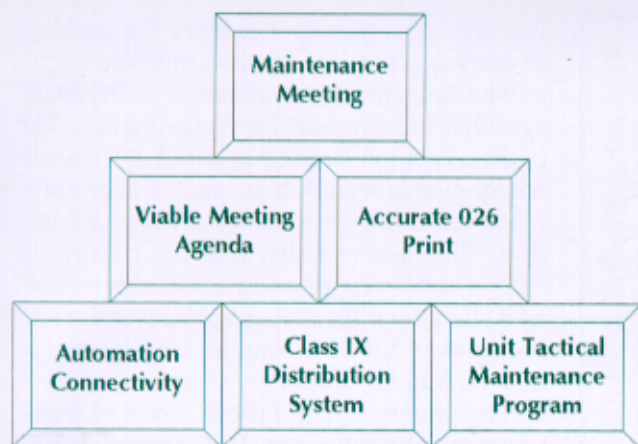 Maintenance
Meeting
Viable Meeting
Agenda
Accurate 026
Print
Automation
Connectivity
Class IX
Distribution
System
Unit Tactical
Maintenance
Program